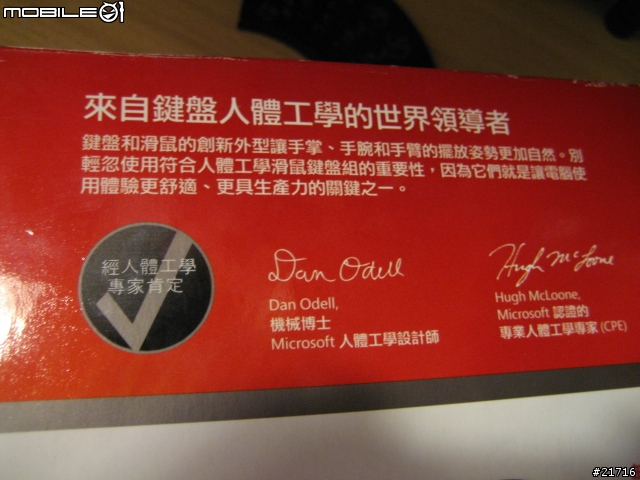 MOBILE01
來自鍵盤人體工學的世界領導者
鍵盤和滑鼠的創新外型讓手掌、手腕和手臂的擺放姿勢更加自然。別
輕忽使用符合人體工學滑鼠鍵盤組的重要性，因為它們就是讓電腦使
用體驗更舒適、更具生產力的關鍵之一。
經人體工學
專家肯定
Dan Odell
Dan Odell,
機械博士
Microsoft 人體工學設計師
Hugh McLoone
Hugh McLoone,
Microsoft 認證的
專業人體工學專家 (CPE)
#21716